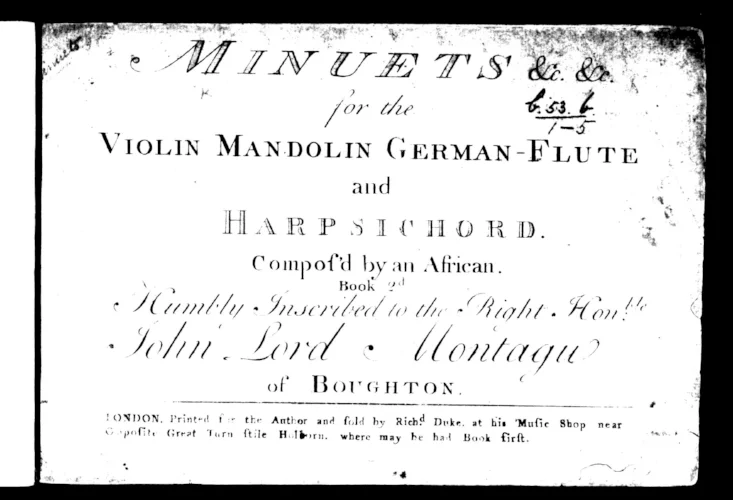 MINUETS &c. &c.
b.53.b.
1-5
for the
VIOLIN MANDOLIN GERMAN-FLUTE
and
HARPSICHORD.
Compos'd by an African.
Book 2d
Humbly Inscribed to the Right Honble
John Lord Montagu
of BOUGHTON.
LONDON, Printed for the Author and sold by Richd Duke, at his Music Shop near
Opposite Great Turn stile Holborn, where may be had Book first.